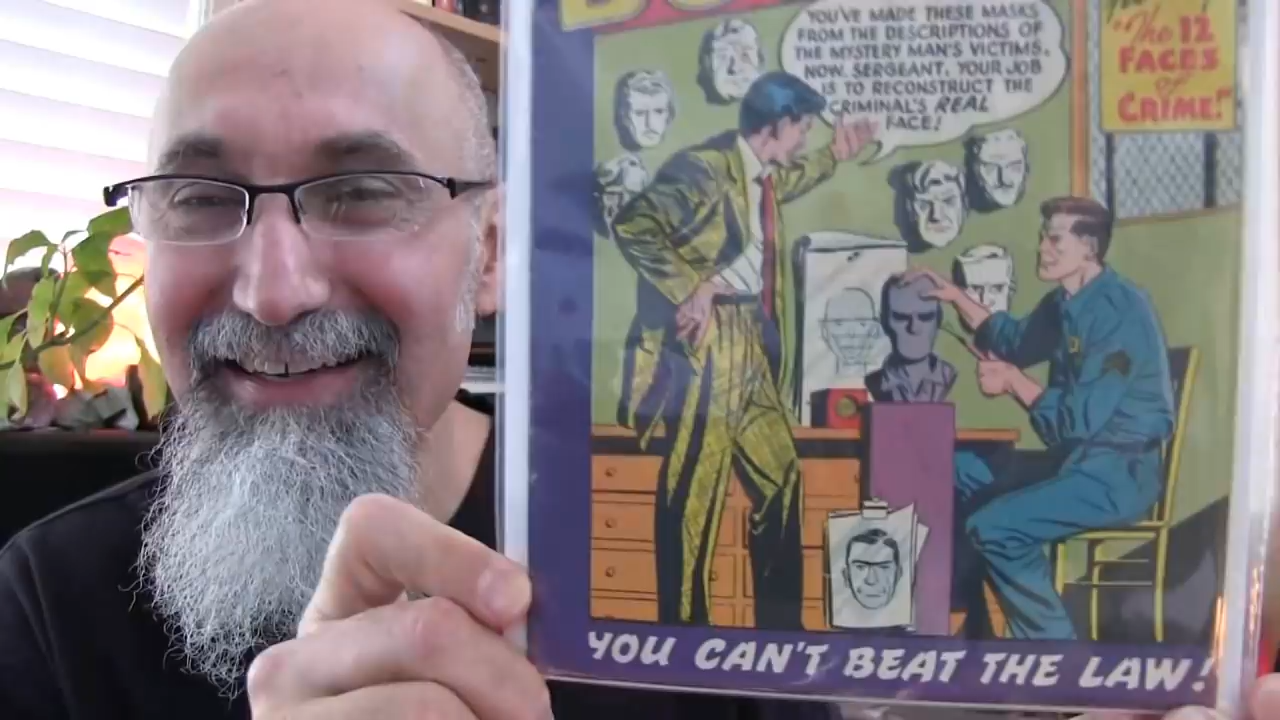 YOU'VE MADE THESE MASKS
FROM THE DESCRIPTIONS OF
THE MYSTERY MAN'S VICTIMS.
NOW, SERGEANT, YOUR JOB
IS TO RECONSTRUCT THE
CRIMINAL'S REAL
FACE!
"The 12
FACES
of
CRIME!"
YOU CAN'T BEAT THE LAW!